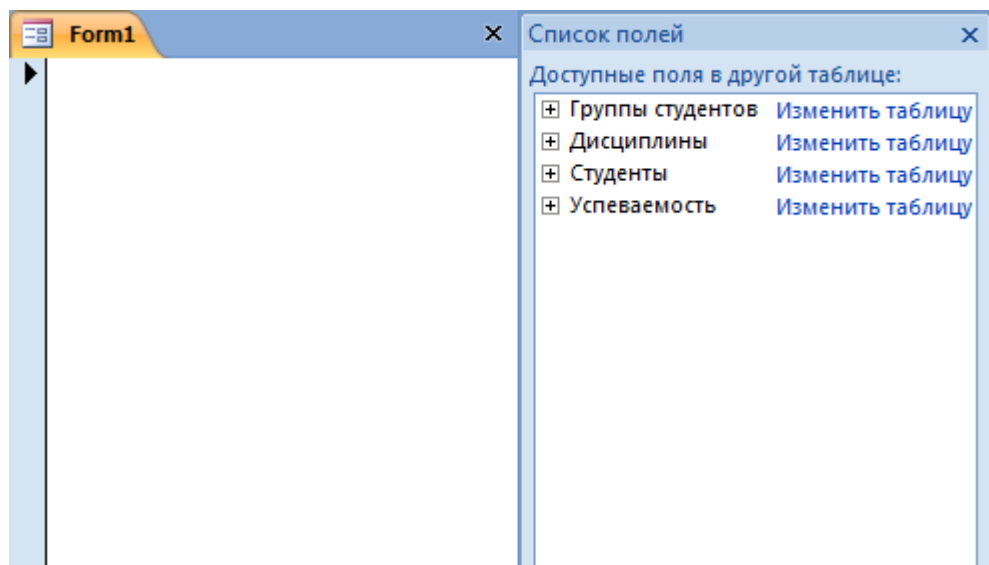 Form1
Список полей
Доступные поля в другой таблице:
Группы студентов Изменить таблицу
Дисциплины Изменить таблицу
Студенты Изменить таблицу
Успеваемость Изменить таблицу